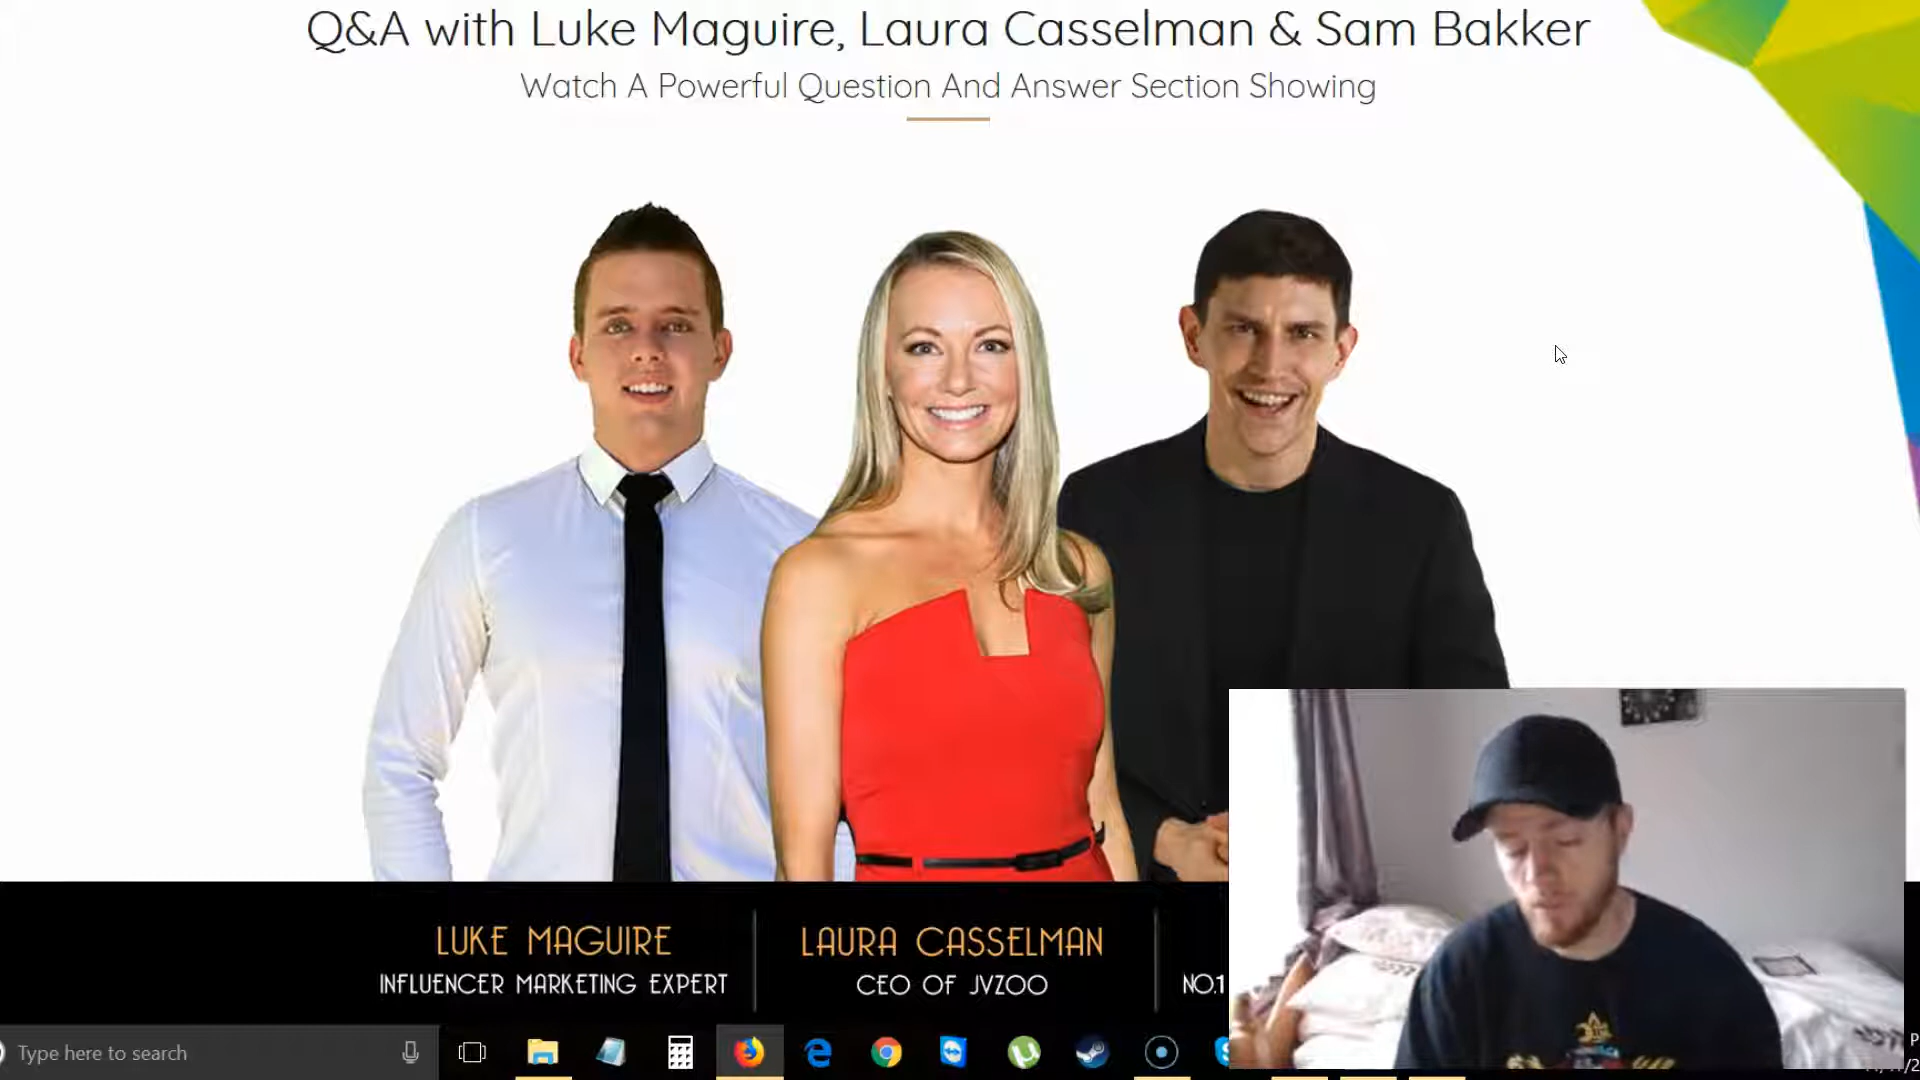 Q&A with Luke Maguire, Laura Casselman & Sam Bakker
Watch A Powerful Question And Answer Section Showing
LUKE MAGUIRE
INFLUENCER MARKETING EXPERT
LAURA CASSELMAN
CEO OF JVZOO
NO.1
Type here to search